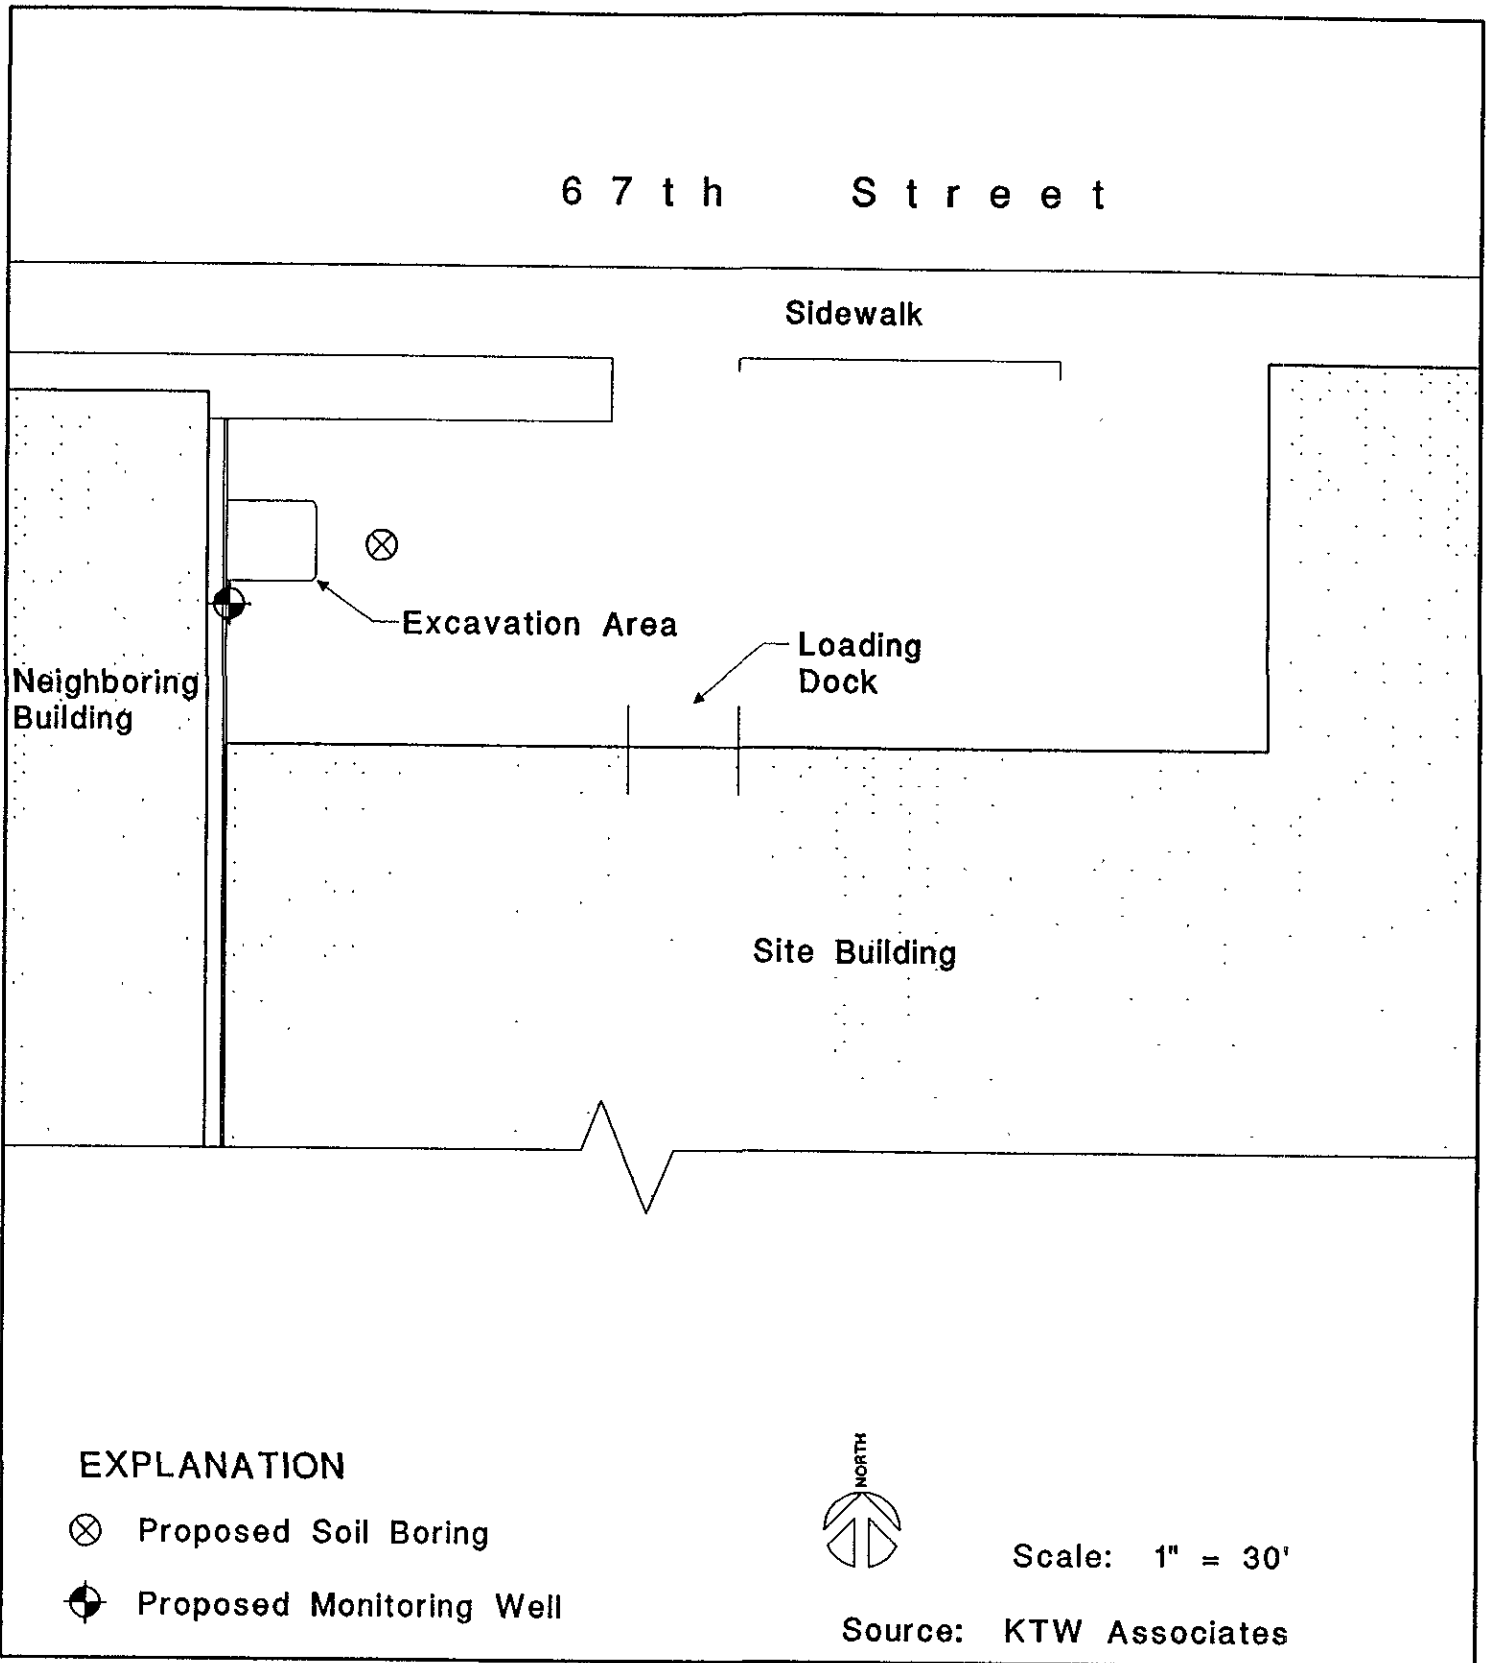 67th Street
Sidewalk
Excavation Area
Loading
Dock
Neighboring
Building
Site Building
EXPLANATION
NORTH
Proposed Soil Boring
Scale: 1" = 30'
Proposed Monitoring Well
Source: KTW Associates